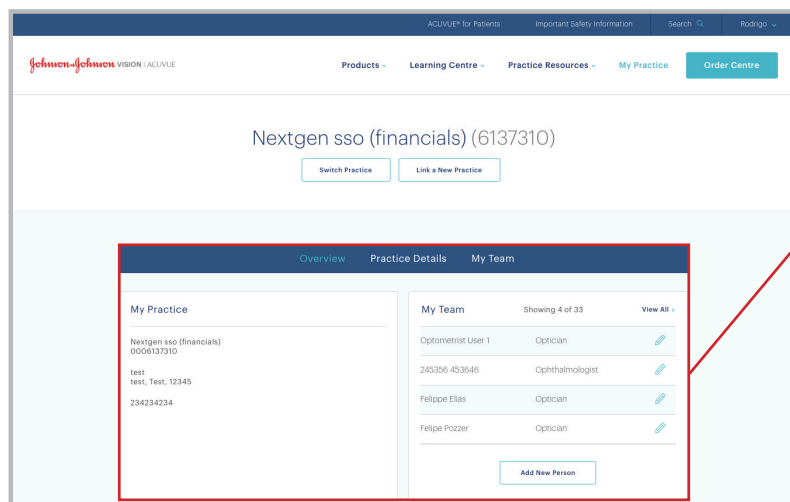 ACUVUE® for Patients Important Safety Information Search Rodrigo
Johnson&Johnson VISION | ACUVUE Products Learning Centre Practice Resources My Practice Order Centre
Nextgen sso (financials) (6137310)
Switch Practice Link a New Practice
Overview Practice Details My Team
My Practice
Nextgen sso (financials)
0006137310
test
test, Test, 12345
234234234
My Team Showing 4 of 33 View All >
Optometrist User 1 Optician
245356 453646 Ophthalmologist
Felippe Elias Optician
Felipe Pozzer Optician
Add New Person